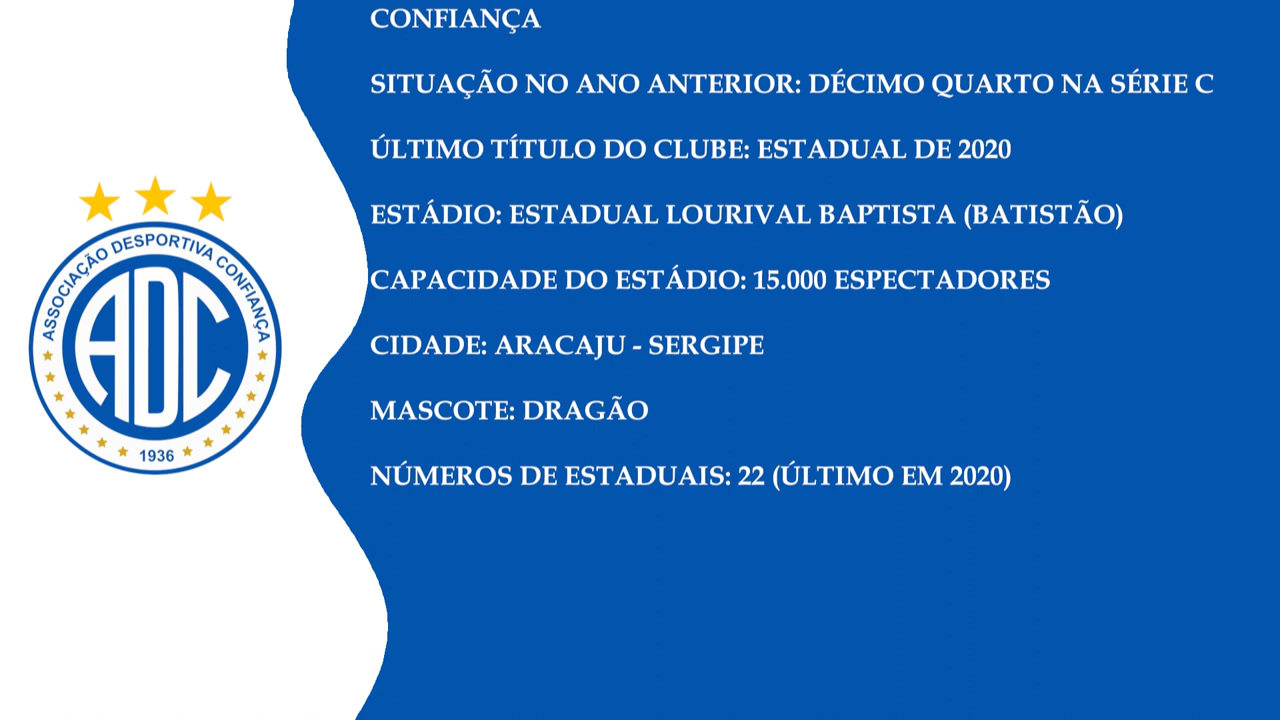 CONFIANÇA
SITUAÇÃO NO ANO ANTERIOR: DÉCIMO QUARTO NA SÉRIE C
ÚLTIMO TÍTULO DO CLUBE: ESTADUAL DE 2020
ESTÁDIO: ESTADUAL LOURIVAL BAPTISTA (BATISTÃO)
CAPACIDADE DO ESTÁDIO: 15.000 ESPECTADORES
CIDADE: ARACAJU - SERGIPE
MASCOTE: DRAGÃO
NÚMEROS DE ESTADUAIS: 22 (ÚLTIMO EM 2020)
ASSOCIAÇÃO DESPORTIVA CONFIANÇA
ADC
1936